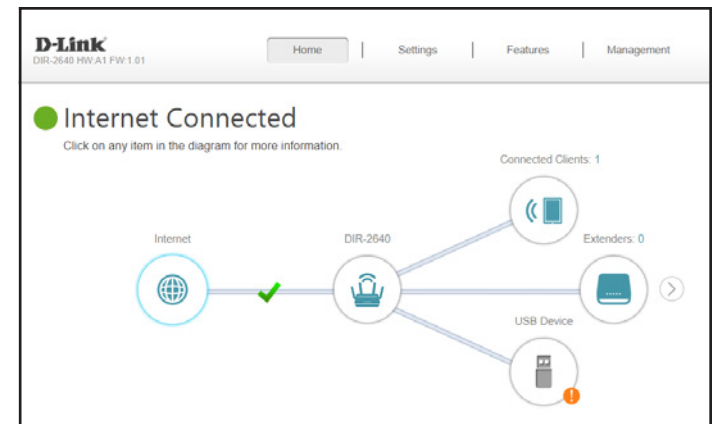 D-Link
DIR-2640 HW:A1 FW:1.01
Home | Settings | Features | Management
Internet Connected
Click on any item in the diagram for more information.
Connected Clients: 1
Internet
DIR-2640
Extenders: 0
USB Device